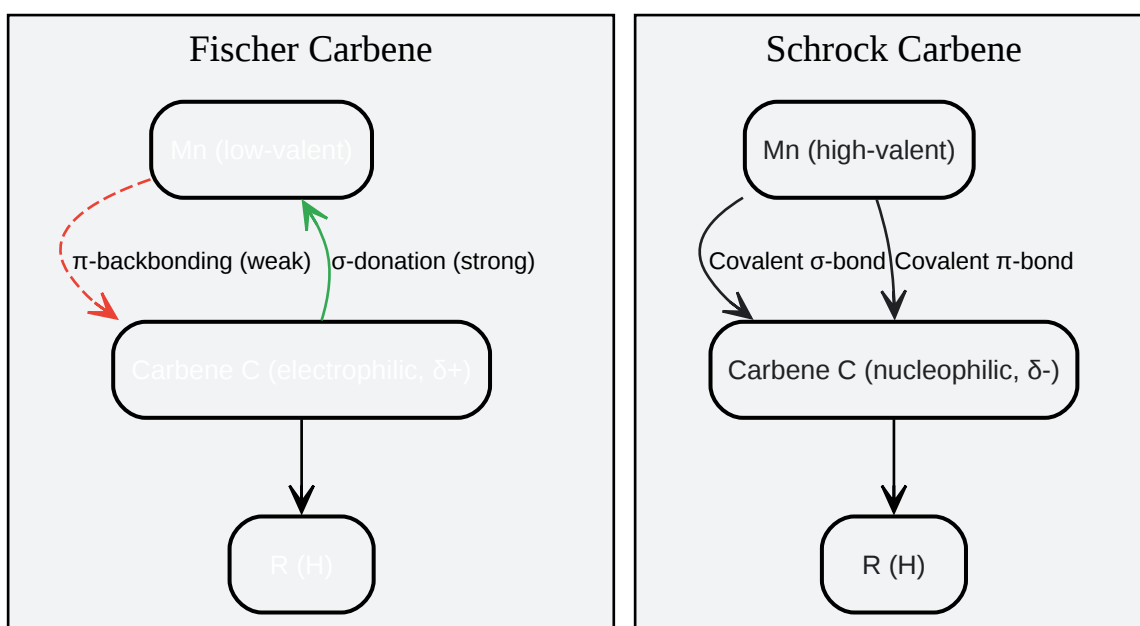 Fischer Carbene
Mn (low-valent)
π-backbonding (weak)
σ-donation (strong)
Carbene C (electrophilic, δ+)
R (H)
Schrock Carbene
Mn (high-valent)
Covalent σ-bond
Covalent π-bond
Carbene C (nucleophilic, δ-)
R (H)